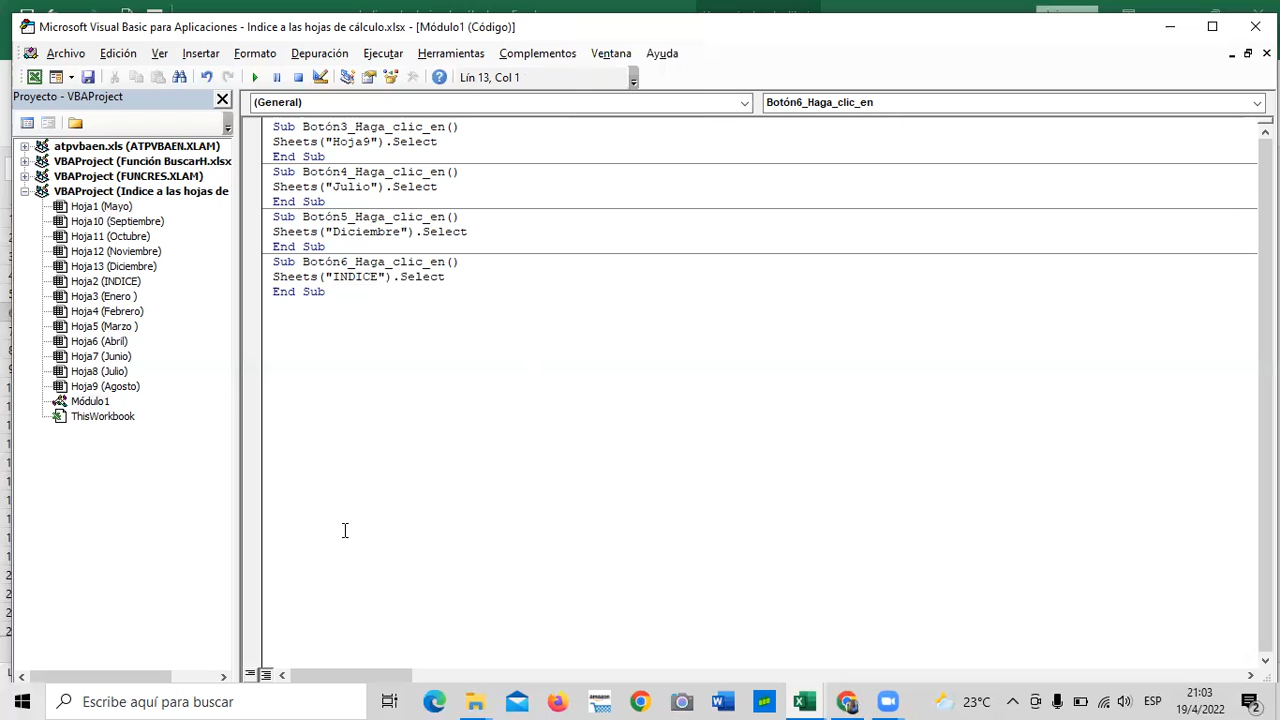 Microsoft Visual Basic para Aplicaciones - Indice a las hojas de cálculo.xlsx - [Módulo1 (Código)]
Archivo Edición Ver Insertar Formato Depuración Ejecutar Herramientas Complementos Ventana Ayuda
Lín 13, Col 1
Proyecto - VBAProject
(General)
Botón6_Haga_clic_en
atpvbaen.xls (ATPVBAEN.XLAM)
VBAProject (Función BuscarH.xlsx
VBAProject (FUNCRES.XLAM)
VBAProject (Indice a las hojas de
Hoja1 (Mayo)
Hoja10 (Septiembre)
Hoja11 (Octubre)
Hoja12 (Noviembre)
Hoja13 (Diciembre)
Hoja2 (INDICE)
Hoja3 (Enero )
Hoja4 (Febrero)
Hoja5 (Marzo )
Hoja6 (Abril)
Hoja7 (Junio)
Hoja8 (Julio)
Hoja9 (Agosto)
Módulo1
ThisWorkbook
Sub Botón3_Haga_clic_en()
Sheets("Hoja9").Select
End Sub
Sub Botón4_Haga_clic_en()
Sheets("Julio").Select
End Sub
Sub Botón5_Haga_clic_en()
Sheets("Diciembre").Select
End Sub
Sub Botón6_Haga_clic_en()
Sheets("INDICE").Select
End Sub
Escribe aquí para buscar
23°C
ESP
21:03
19/4/2022
2